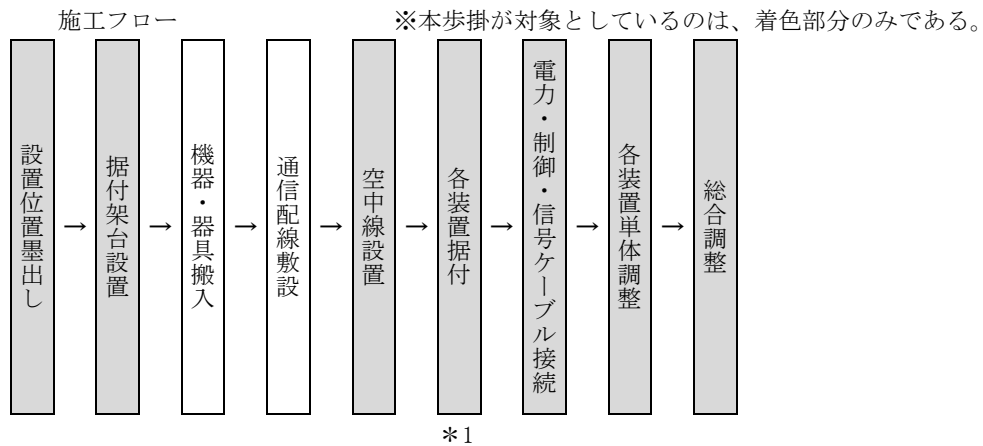 施工フロー
※本歩掛が対象としているのは、着色部分のみである。
設置位置墨出し
→
据付架台設置
→
機器・器具搬入
→
通信配線敷設
→
空中線設置
→
各装置据付
→
電力・制御・信号ケーブル接続
→
各装置単体調整
→
総合調整
＊1